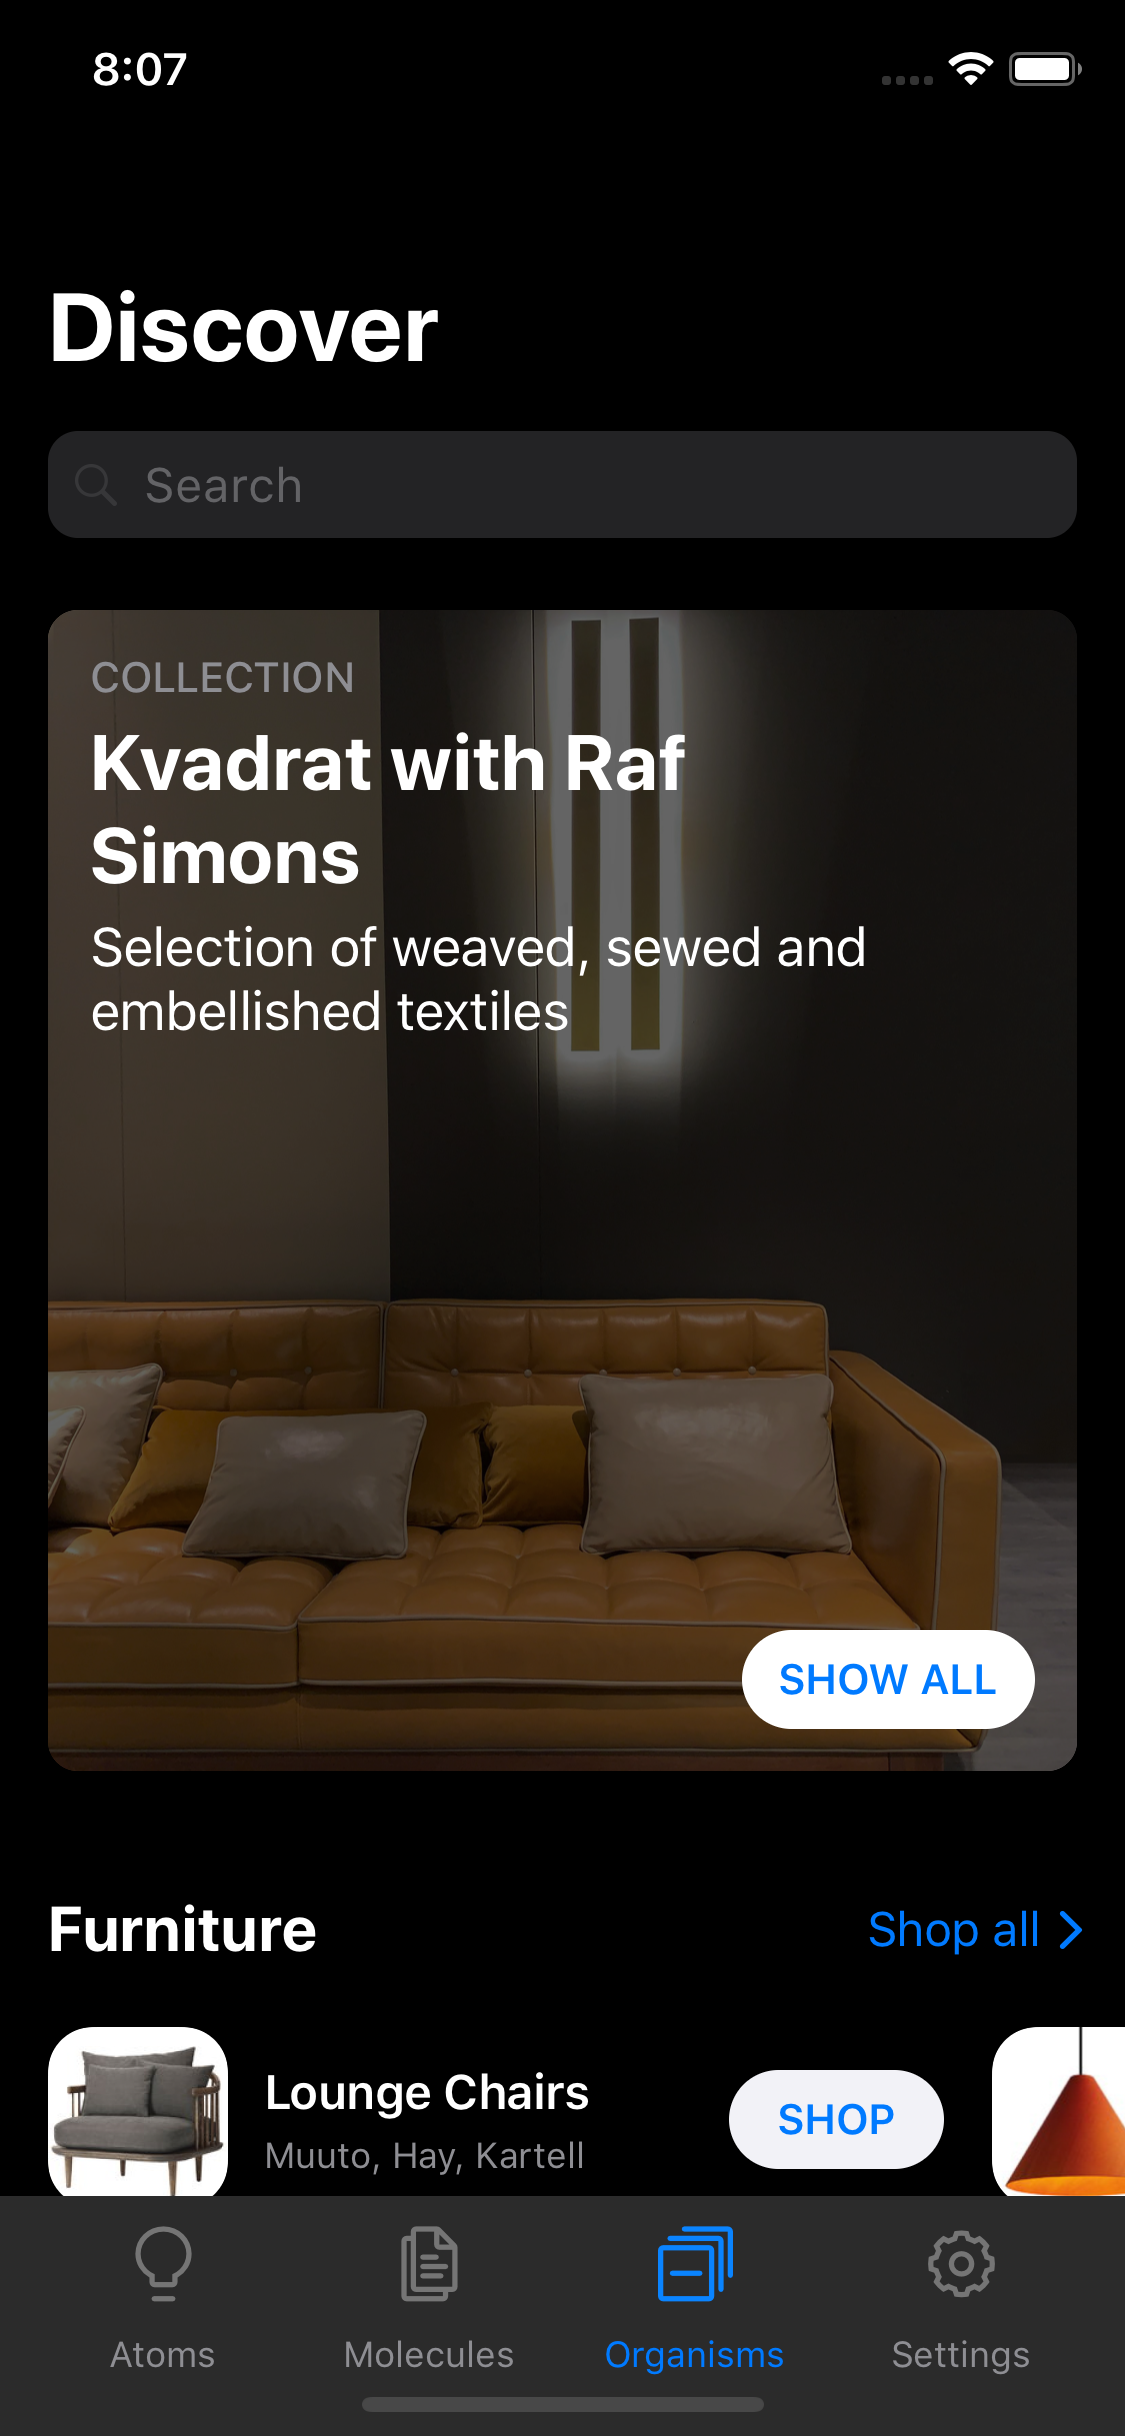 8:07
Discover
Search
COLLECTION
Kvadrat with Raf
Simons
Selection of weaved, sewed and
embellished textiles
SHOW ALL
Furniture
Shop all
Lounge Chairs
Muuto, Hay, Kartell
SHOP
Atoms
Molecules
Organisms
Settings